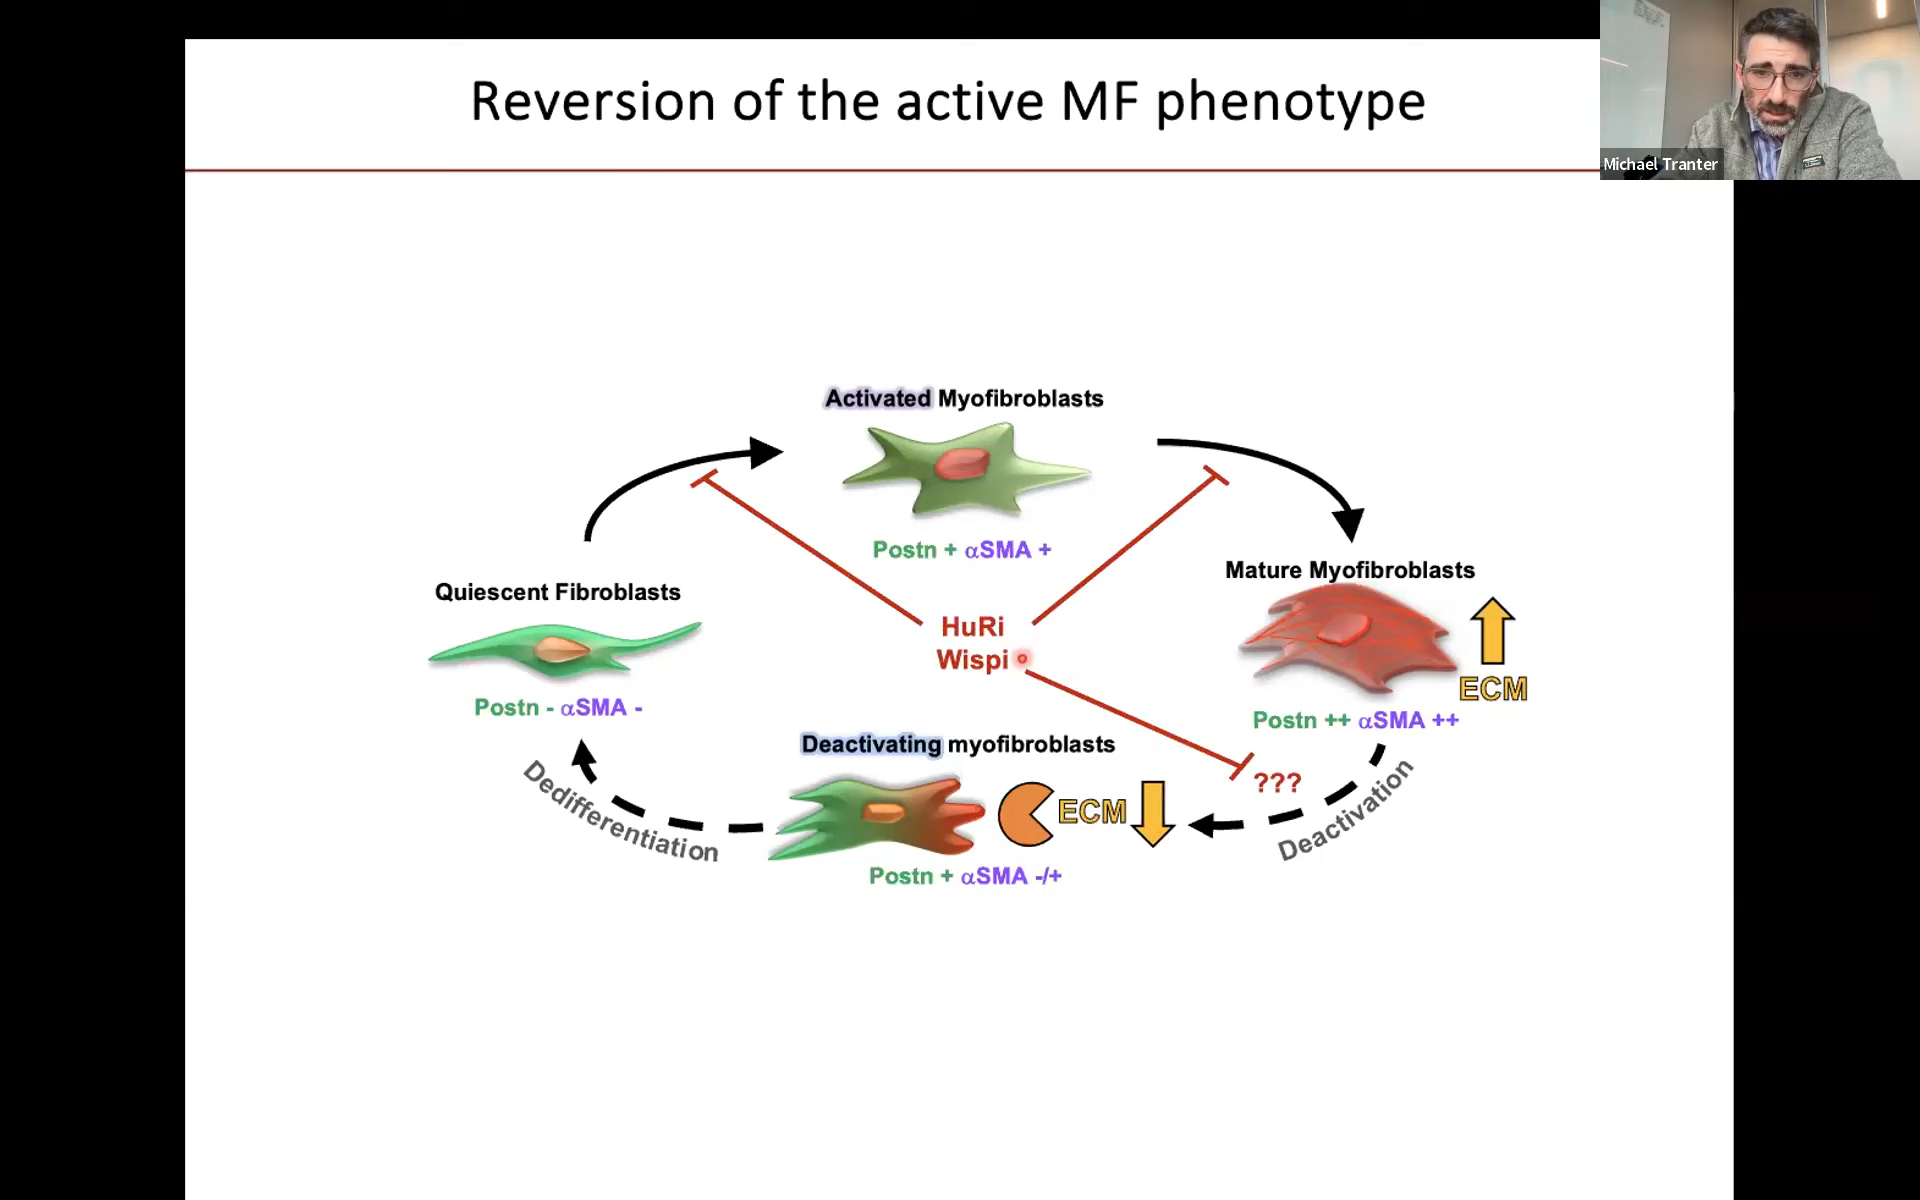 Reversion of the active MF phenotype
Michael Tranter
Activated Myofibroblasts
Postn + αSMA +
Quiescent Fibroblasts
Postn - αSMA -
HuRi
Wispi
Mature Myofibroblasts
ECM
Postn ++ αSMA ++
Deactivating myofibroblasts
ECM
Postn + αSMA -/+
???
Deactivation
Dedifferentiation